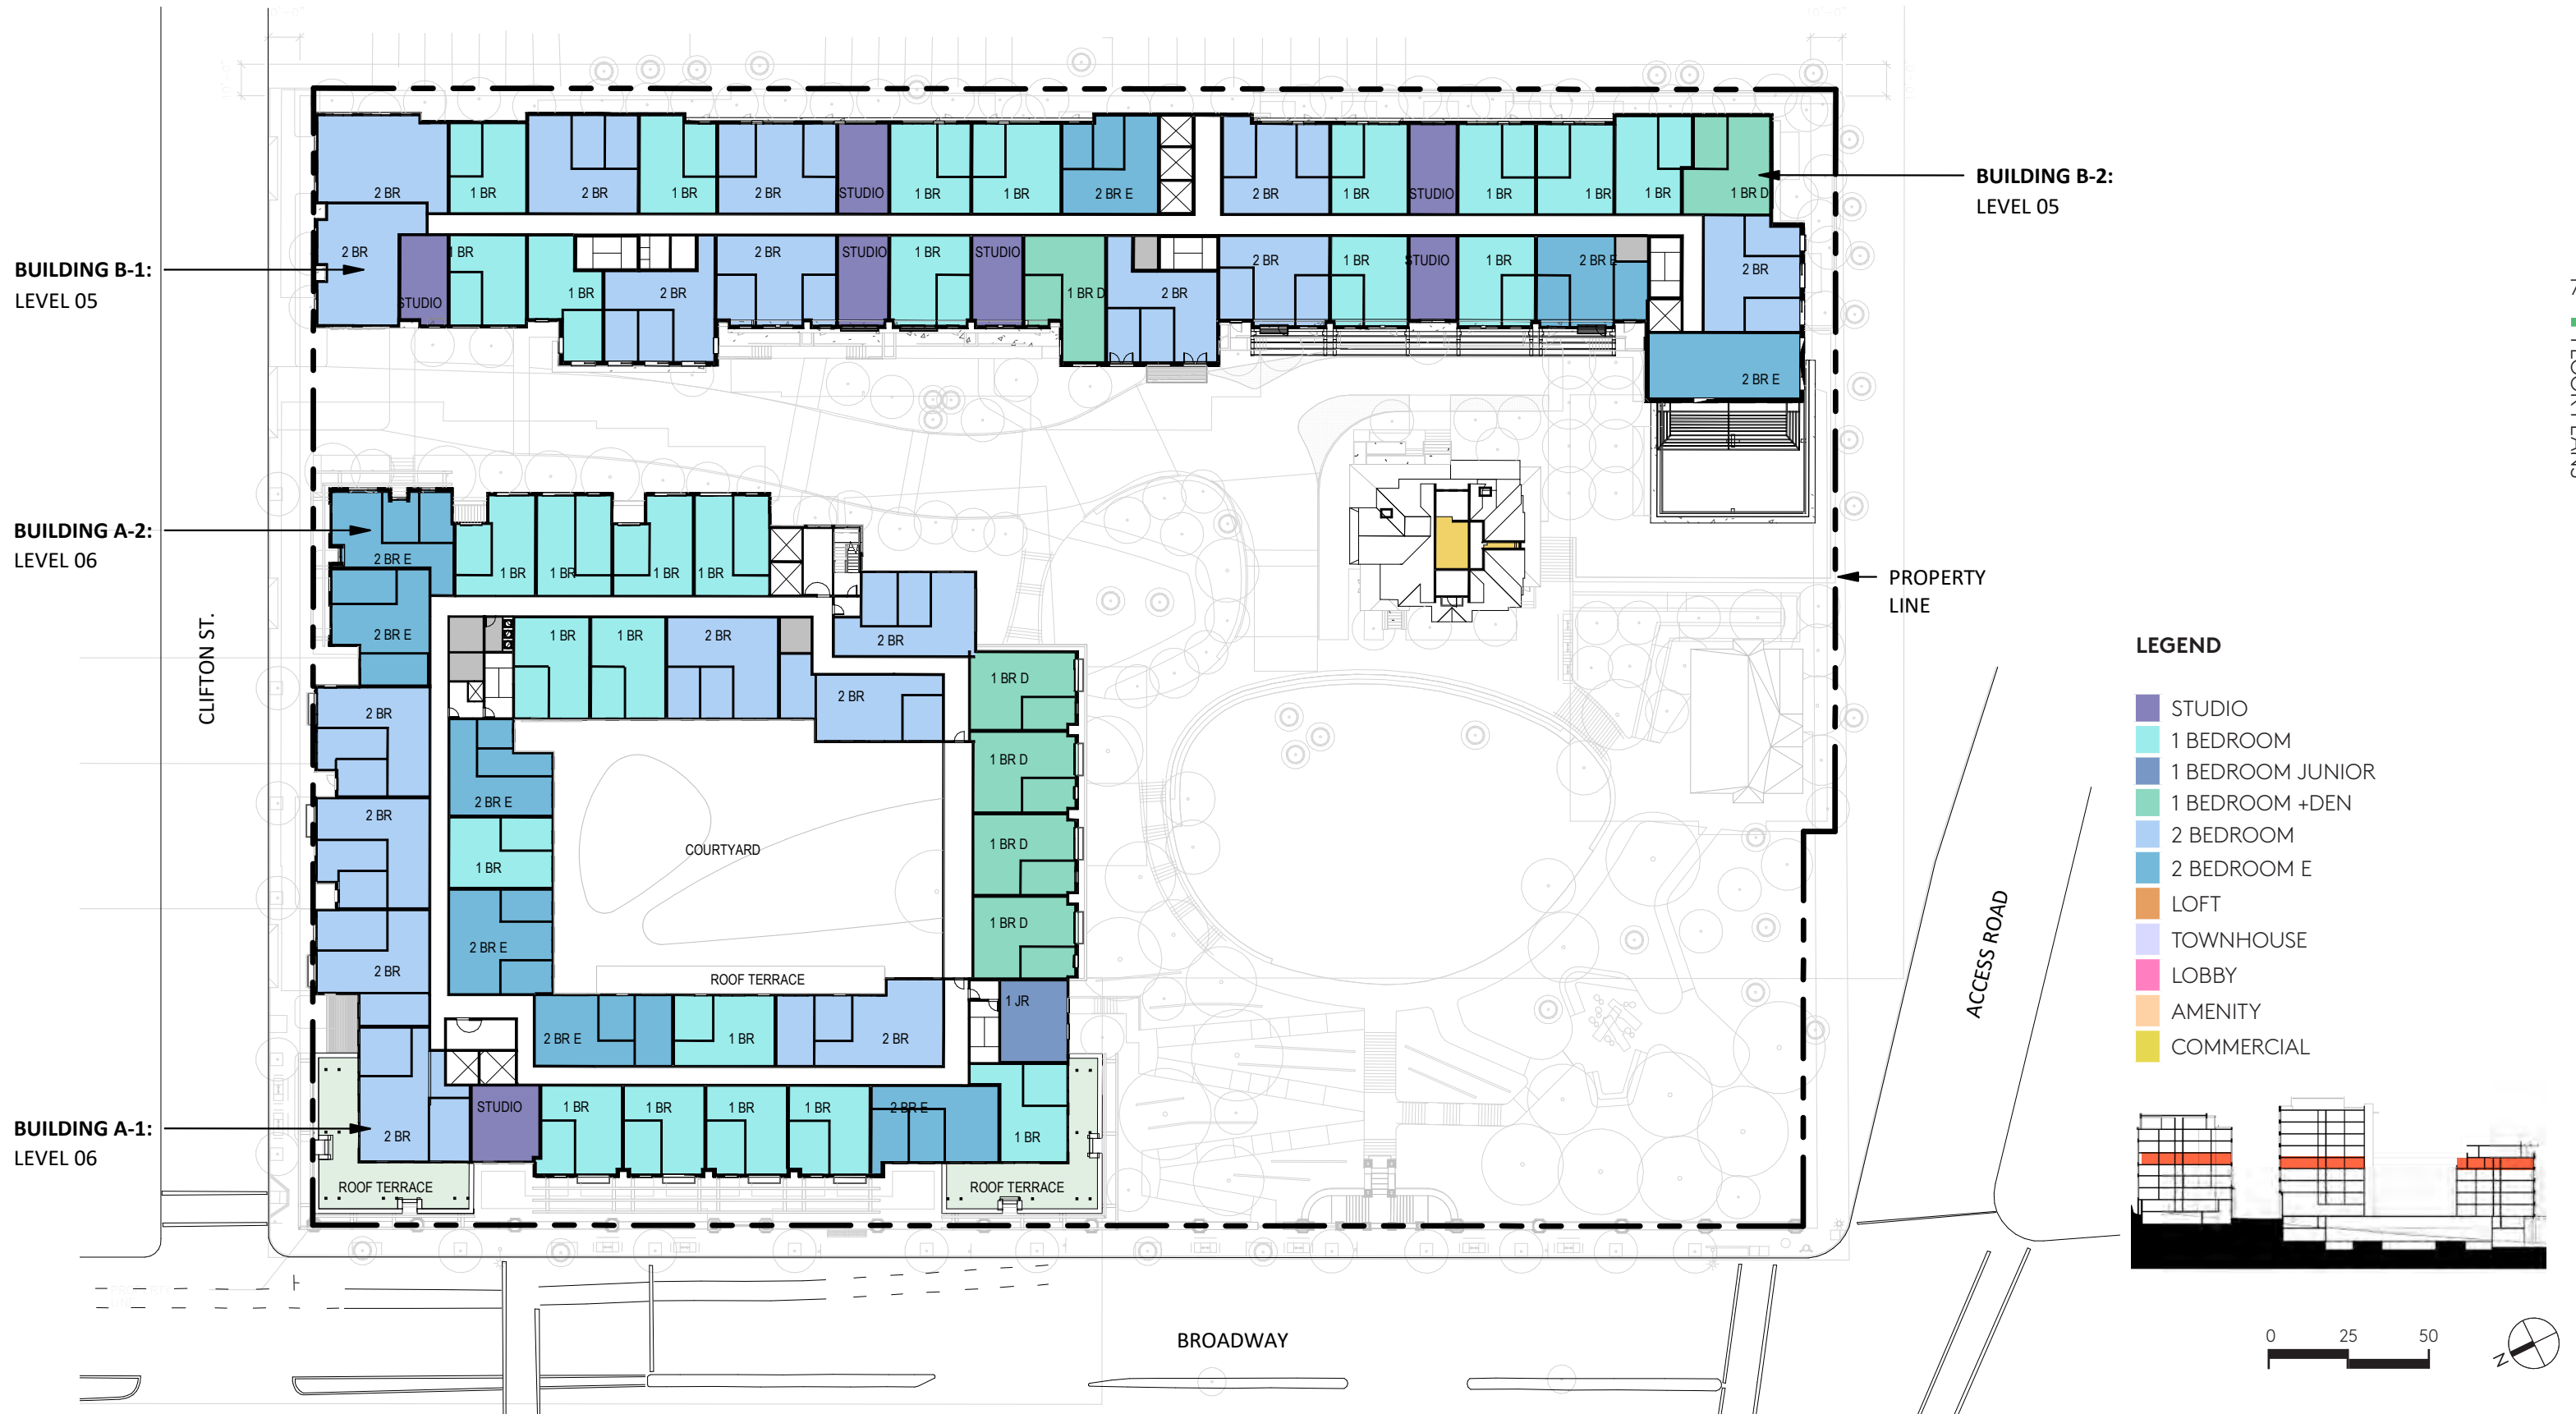 2 BR
1 BR
2 BR
1 BR
2 BR
STUDIO
1 BR
1 BR
2 BR E
2 BR
1 BR
STUDIO
1 BR
1 BR
1 BR
1 BR D
BUILDING B-2:
LEVEL 05
BUILDING B-1:
LEVEL 05
2 BR
STUDIO
1 BR
1 BR
2 BR
2 BR
STUDIO
1 BR
STUDIO
1 BR D
2 BR
2 BR
1 BR
STUDIO
1 BR
2 BR E
2 BR
2 BR E
FLOOR PLANS
BUILDING A-2:
LEVEL 06
2 BR E
1 BR
1 BR
1 BR
1 BR
2 BR E
1 BR
1 BR
2 BR
2 BR
2 BR
1 BR D
PROPERTY
LINE
CLIFTON ST.
2 BR
2 BR
2 BR
2 BR E
1 BR
2 BR E
COURTYARD
1 BR D
1 BR D
1 BR D
ROOF TERRACE
1 JR
2 BR E
1 BR
2 BR
BUILDING A-1:
LEVEL 06
2 BR
STUDIO
1 BR
1 BR
1 BR
1 BR
2 BR E
1 BR
ROOF TERRACE
ROOF TERRACE
ACCESS ROAD
BROADWAY
LEGEND
STUDIO
1 BEDROOM
1 BEDROOM JUNIOR
1 BEDROOM +DEN
2 BEDROOM
2 BEDROOM E
LOFT
TOWNHOUSE
LOBBY
AMENITY
COMMERCIAL
0 25 50
N